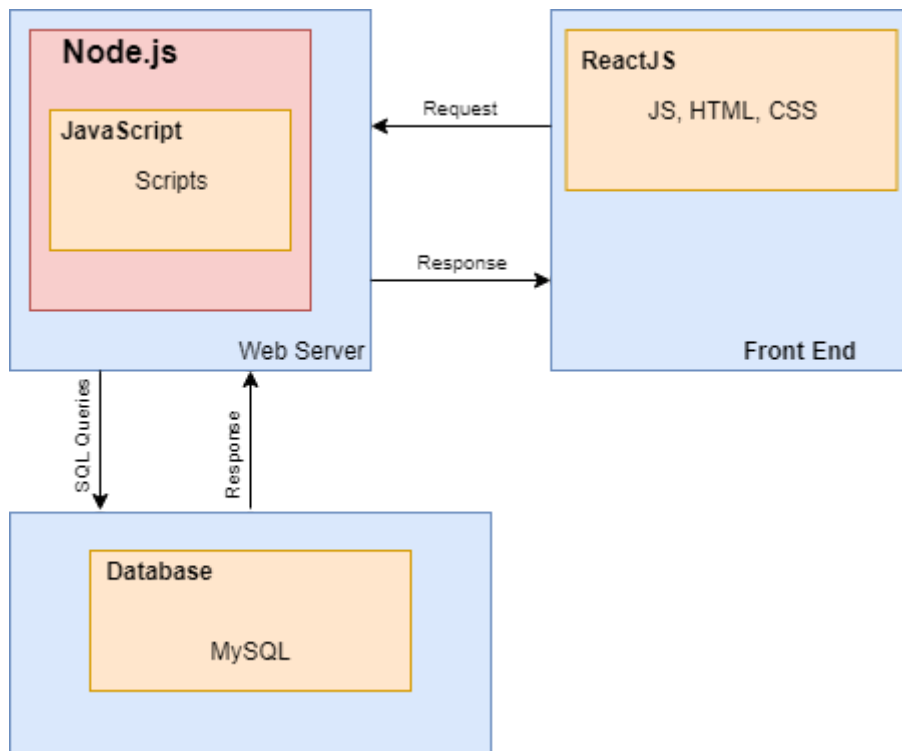 Node.js
JavaScript
Scripts
Web Server
Request
Response
ReactJS
JS, HTML, CSS
Front End
SQL Queries
Response
Database
MySQL